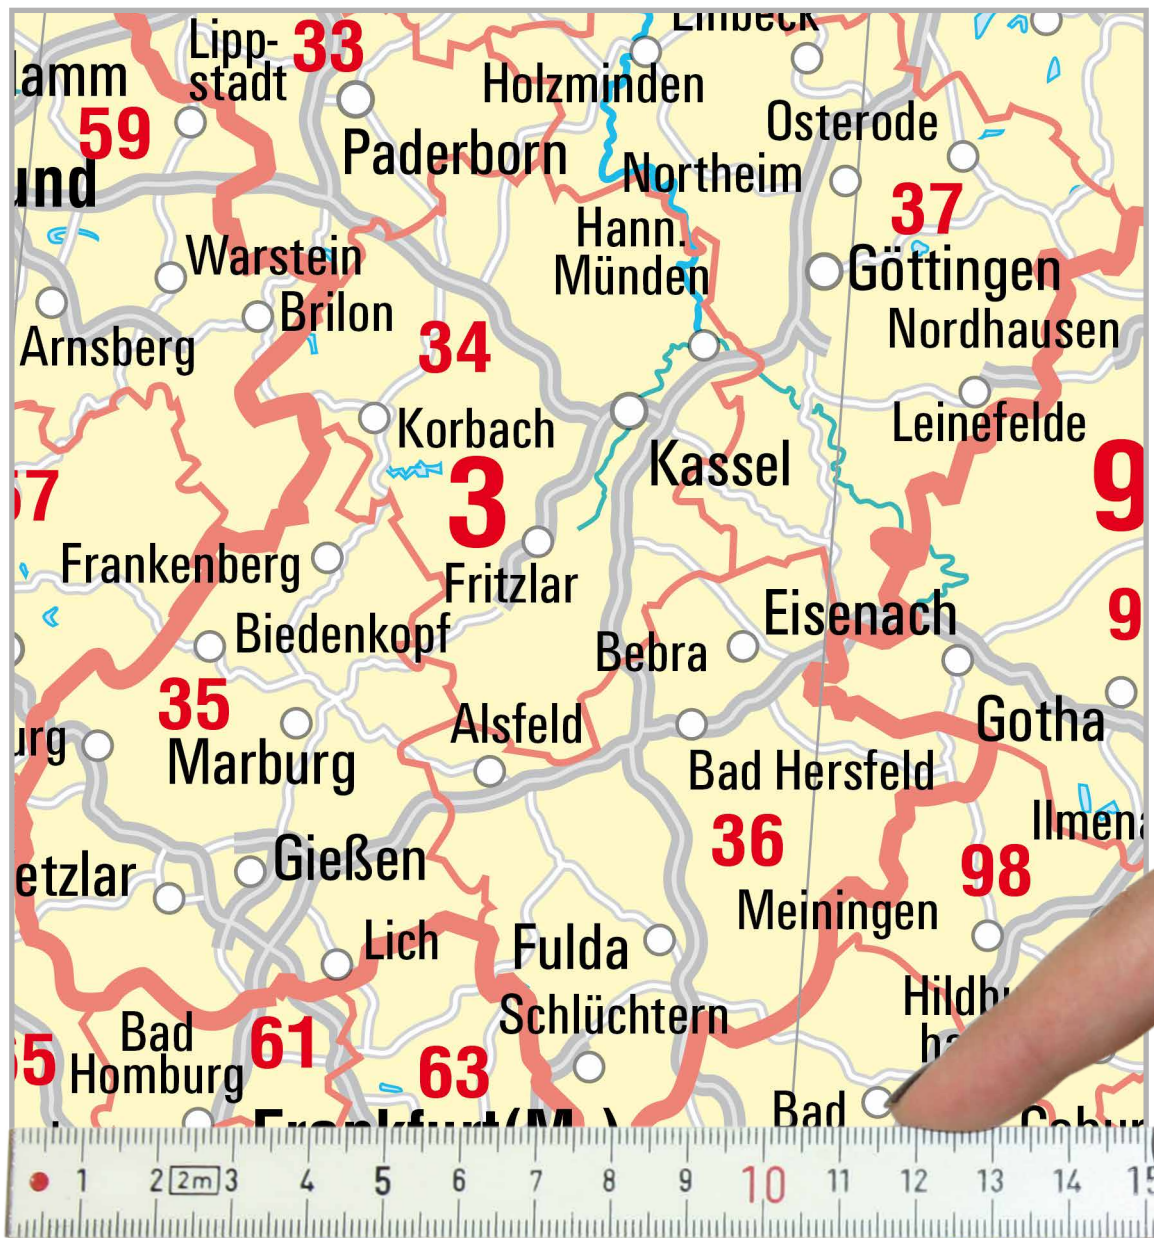 Lipp-
stadt
33
Einbeck
Holzminden
59
Paderborn
Osterode
Northeim
37
Hann.
Münden
Warstein
Göttingen
Brilon
Arnsberg
34
Nordhausen
Korbach
Leinefelde
Kassel
3
9
Frankenberg
Fritzlar
9
Biedenkopf
Eisenach
Bebra
35
Alsfeld
Gotha
Marburg
Bad Hersfeld
36
Gießen
98
etzlar
Meiningen
Lich
Fulda
Schlüchtern
Bad
Homburg
61
63
Frankfurt(M.)
Bad
1 2 2m 3 4 5 6 7 8 9 10 11 12 13 14 15